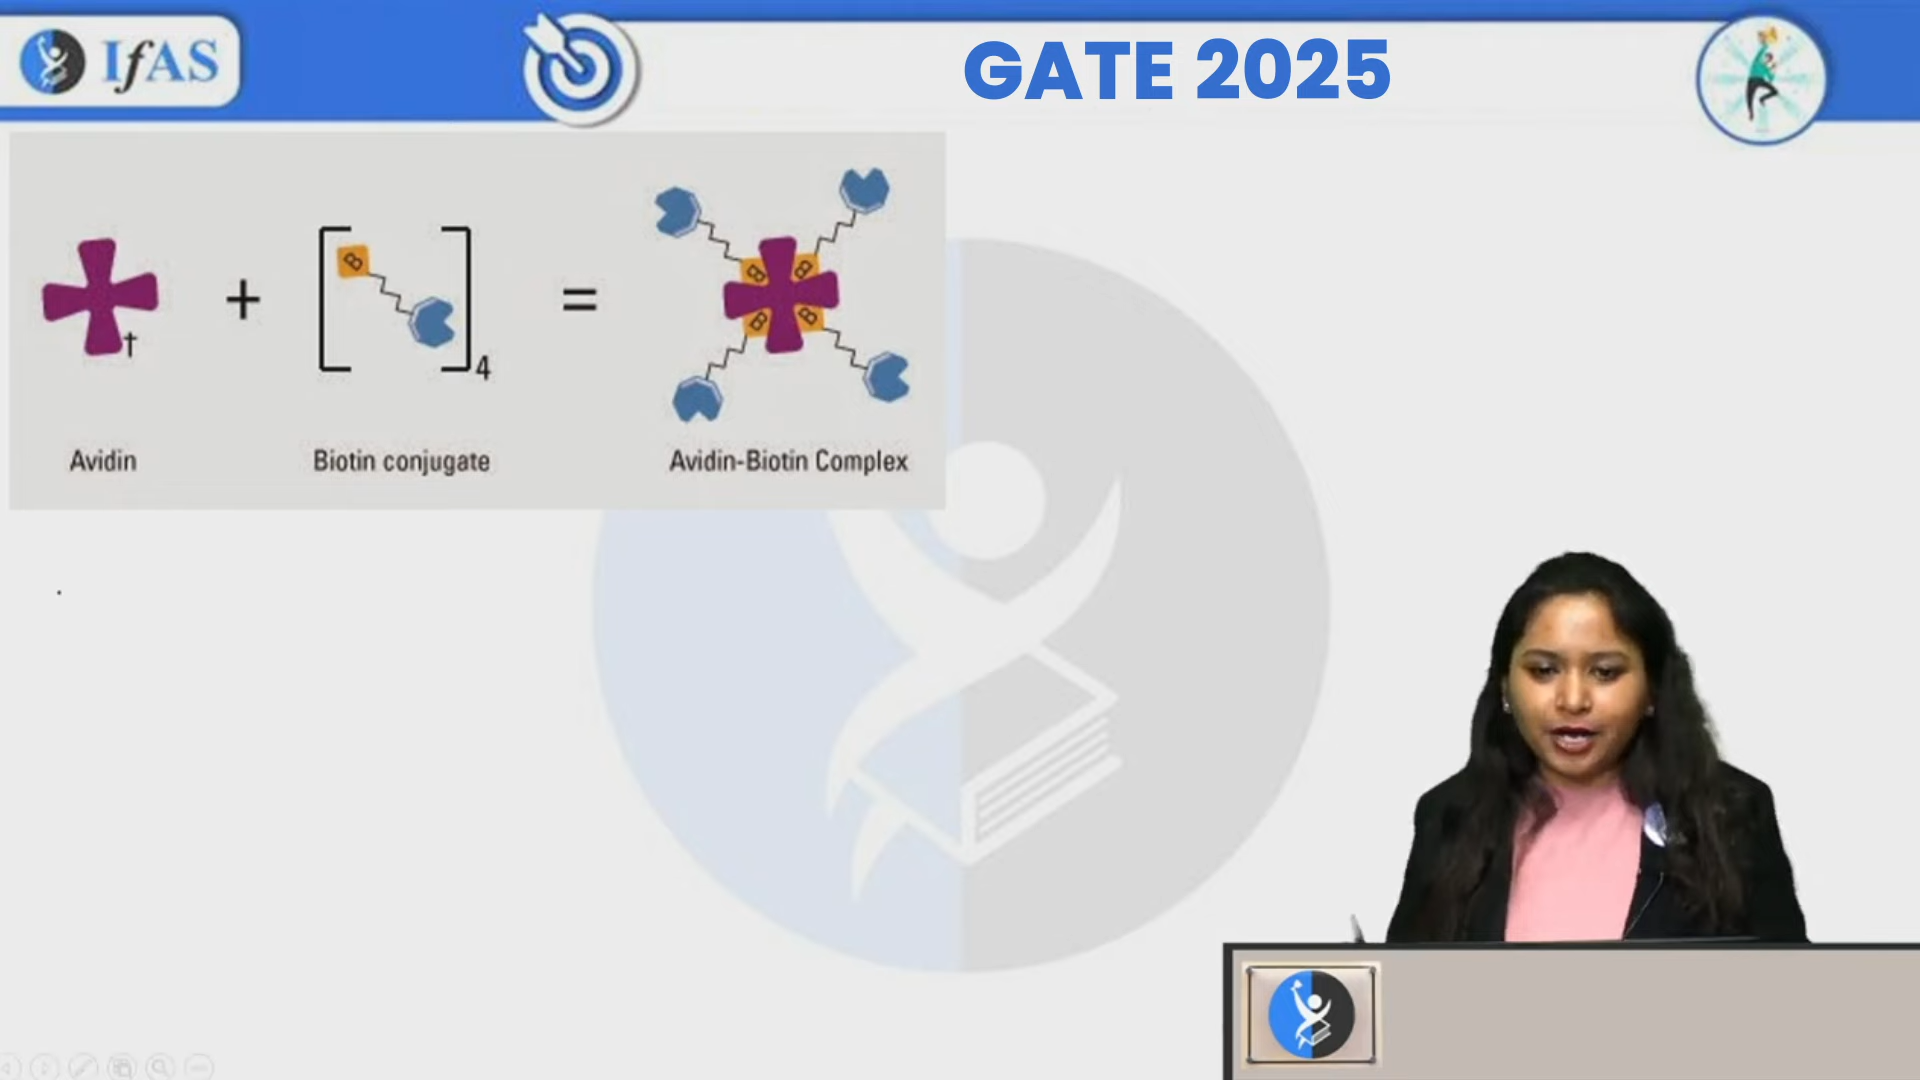 IfAS
GATE 2025
B
+
4
=
B B
B B
†
Avidin
Biotin conjugate
Avidin-Biotin Complex